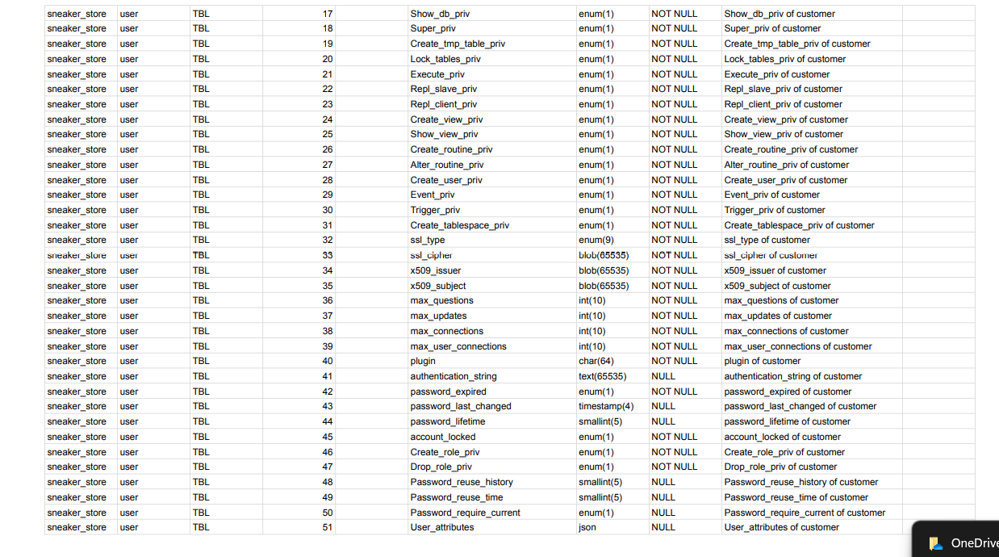 sneaker_store user TBL 17 Show_db_priv enum(1) NOT NULL Show_db_priv of customer
sneaker_store user TBL 18 Super_priv enum(1) NOT NULL Super_priv of customer
sneaker_store user TBL 19 Create_tmp_table_priv enum(1) NOT NULL Create_tmp_table_priv of customer
sneaker_store user TBL 20 Lock_tables_priv enum(1) NOT NULL Lock_tables_priv of customer
sneaker_store user TBL 21 Execute_priv enum(1) NOT NULL Execute_priv of customer
sneaker_store user TBL 22 Repl_slave_priv enum(1) NOT NULL Repl_slave_priv of customer
sneaker_store user TBL 23 Repl_client_priv enum(1) NOT NULL Repl_client_priv of customer
sneaker_store user TBL 24 Create_view_priv enum(1) NOT NULL Create_view_priv of customer
sneaker_store user TBL 25 Show_view_priv enum(1) NOT NULL Show_view_priv of customer
sneaker_store user TBL 26 Create_routine_priv enum(1) NOT NULL Create_routine_priv of customer
sneaker_store user TBL 27 Alter_routine_priv enum(1) NOT NULL Alter_routine_priv of customer
sneaker_store user TBL 28 Create_user_priv enum(1) NOT NULL Create_user_priv of customer
sneaker_store user TBL 29 Event_priv enum(1) NOT NULL Event_priv of customer
sneaker_store user TBL 30 Trigger_priv enum(1) NOT NULL Trigger_priv of customer
sneaker_store user TBL 31 Create_tablespace_priv enum(1) NOT NULL Create_tablespace_priv of customer
sneaker_store user TBL 32 ssl_type enum(9) NOT NULL ssl_type of customer
sneaker_store user TBL 33 ssl_cipher blob(65535) NOT NULL ssl_cipher of customer
sneaker_store user TBL 34 x509_issuer blob(65535) NOT NULL x509_issuer of customer
sneaker_store user TBL 35 x509_subject blob(65535) NOT NULL x509_subject of customer
sneaker_store user TBL 36 max_questions int(10) NOT NULL max_questions of customer
sneaker_store user TBL 37 max_updates int(10) NOT NULL max_updates of customer
sneaker_store user TBL 38 max_connections int(10) NOT NULL max_connections of customer
sneaker_store user TBL 39 max_user_connections int(10) NOT NULL max_user_connections of customer
sneaker_store user TBL 40 plugin char(64) NOT NULL plugin of customer
sneaker_store user TBL 41 authentication_string text(65535) NULL authentication_string of customer
sneaker_store user TBL 42 password_expired enum(1) NOT NULL password_expired of customer
sneaker_store user TBL 43 password_last_changed timestamp(4) NULL password_last_changed of customer
sneaker_store user TBL 44 password_lifetime smallint(5) NULL password_lifetime of customer
sneaker_store user TBL 45 account_locked enum(1) NOT NULL account_locked of customer
sneaker_store user TBL 46 Create_role_priv enum(1) NOT NULL Create_role_priv of customer
sneaker_store user TBL 47 Drop_role_priv enum(1) NOT NULL Drop_role_priv of customer
sneaker_store user TBL 48 Password_reuse_history smallint(5) NULL Password_reuse_history of customer
sneaker_store user TBL 49 Password_reuse_time smallint(5) NULL Password_reuse_time of customer
sneaker_store user TBL 50 Password_require_current enum(1) NULL Password_require_current of customer
sneaker_store user TBL 51 User_attributes json NULL User_attributes of customer
OneDrive